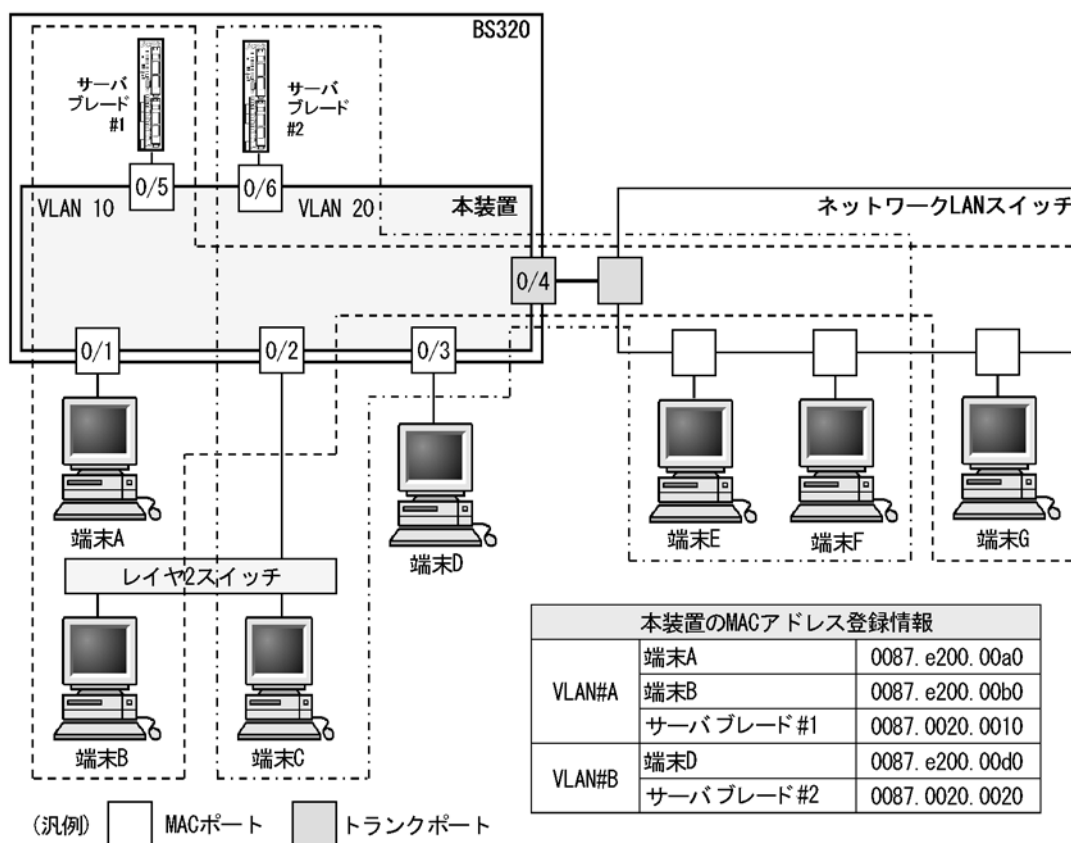 BS320
サーバ
ブレード
#1
サーバ
ブレード
#2
0/5
0/6
VLAN 10
VLAN 20
本装置
ネットワークLANスイッチ
0/4
0/1
0/2
0/3
端末A
端末D
端末E
端末F
端末G
レイヤ2スイッチ
端末B
端末C
本装置のMACアドレス登録情報
VLAN#A
端末A 0087.e200.00a0
端末B 0087.e200.00b0
サーバブレード#1 0087.0020.0010
VLAN#B
端末D 0087.e200.00d0
サーバブレード#2 0087.0020.0020
(汎例) MACポート トランクポート